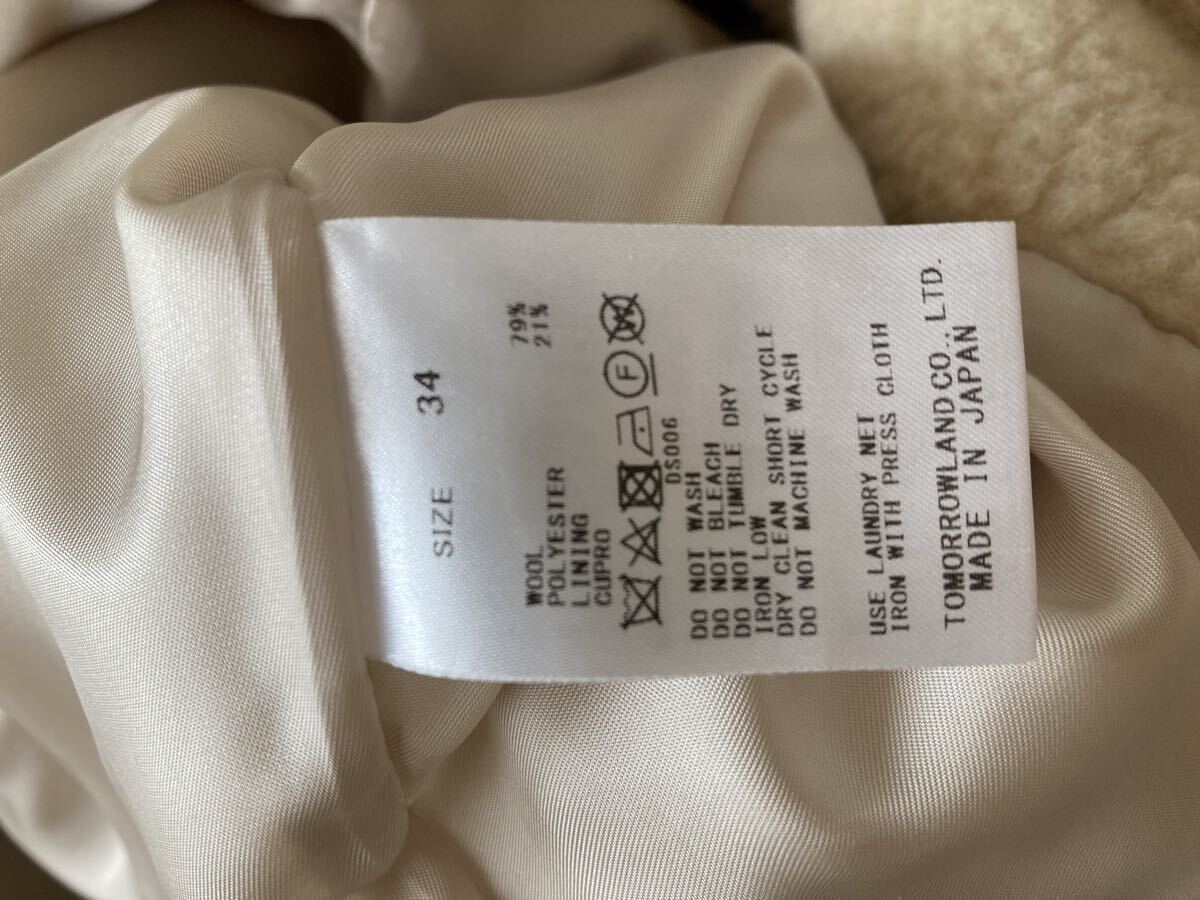 SIZE 34
WOOL 79%
POLYESTER 21%
LINING
CUPRO
F W
DS006
DO NOT WASH
DO NOT BLEACH
DO NOT TUMBLE DRY
IRON LOW
DRY CLEAN SHORT CYCLE
DO NOT MACHINE WASH
USE LAUNDRY NET
IRON WITH PRESS CLOTH
TOMORROWLAND CO., LTD.
MADE IN JAPAN